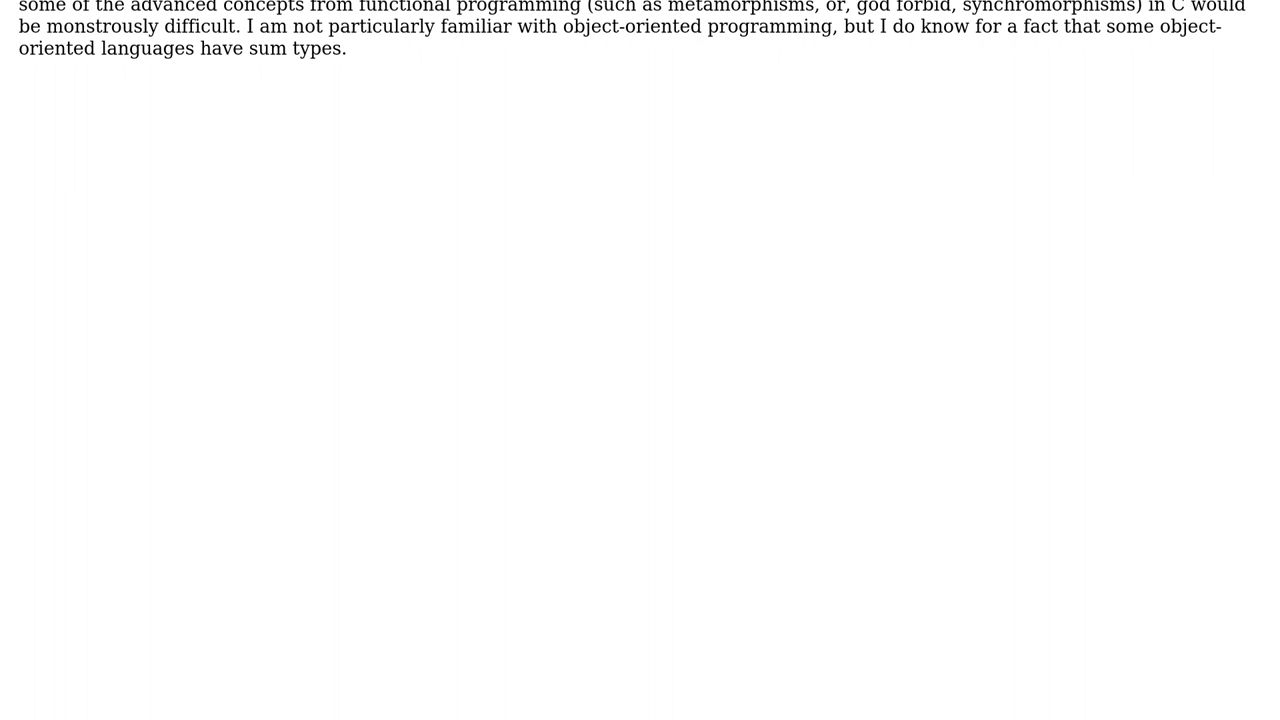 some of the advanced concepts from functional programming (such as metamorphisms, or, god forbid, synchromorphisms) in C would
be monstrously difficult. I am not particularly familiar with object-oriented programming, but I do know for a fact that some object-
oriented languages have sum types.